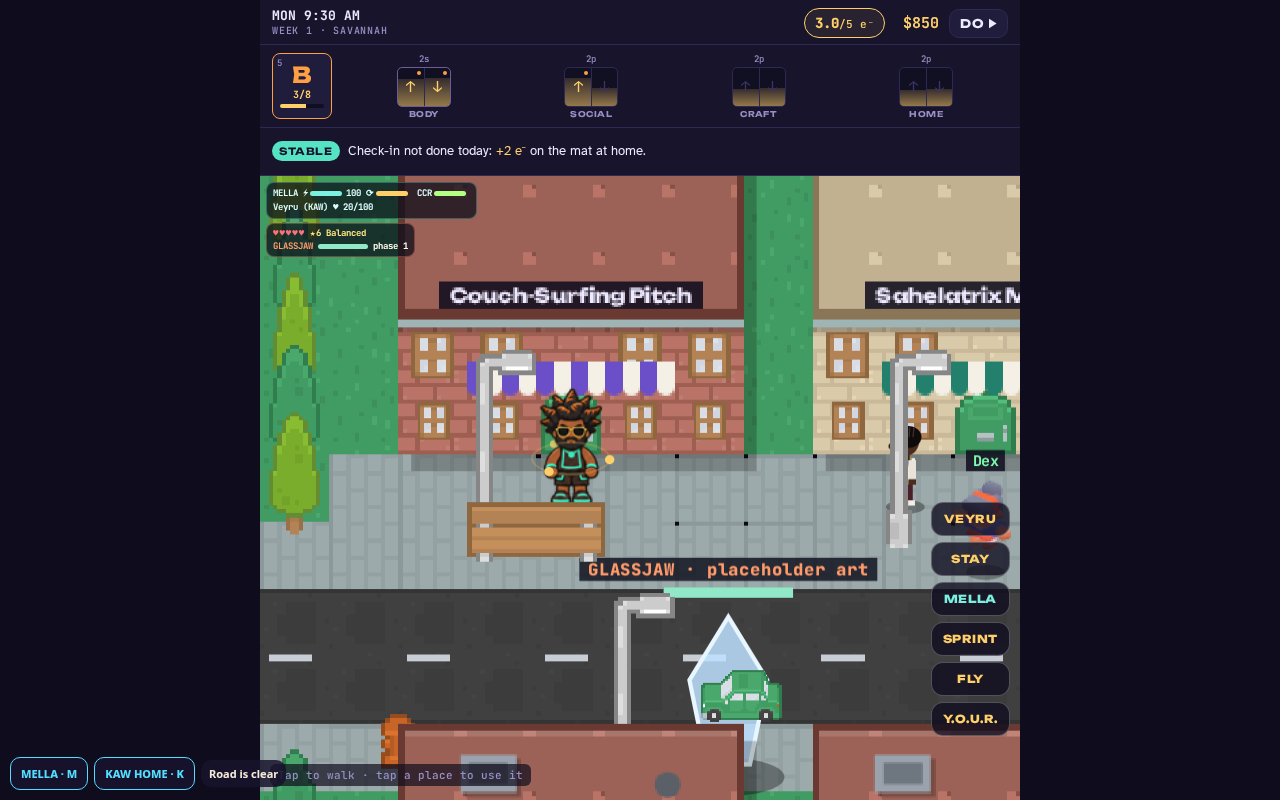 MON 9:30 AM
WEEK 1 · SAVANNAH
3.0/5 e⁻
$850
DO
5
B
3/8
2s
BODY
2p
SOCIAL
2p
CRAFT
2p
HOME
STABLE
Check-in not done today: +2 e⁻ on the mat at home.
MELLA ⚡ 100 ⟳ CCR
Veyru (KAW) ♥ 20/100
♥♥♥♥♥ ★6 Balanced
GLASSJAW phase 1
Couch-Surfing Pitch
Sahelatrix M
Dex
GLASSJAW · placeholder art
VEYRU
STAY
MELLA
SPRINT
FLY
Y.O.U.R.
MELLA · M
KAW HOME · K
Road is clear
ap to walk · tap a place to use it